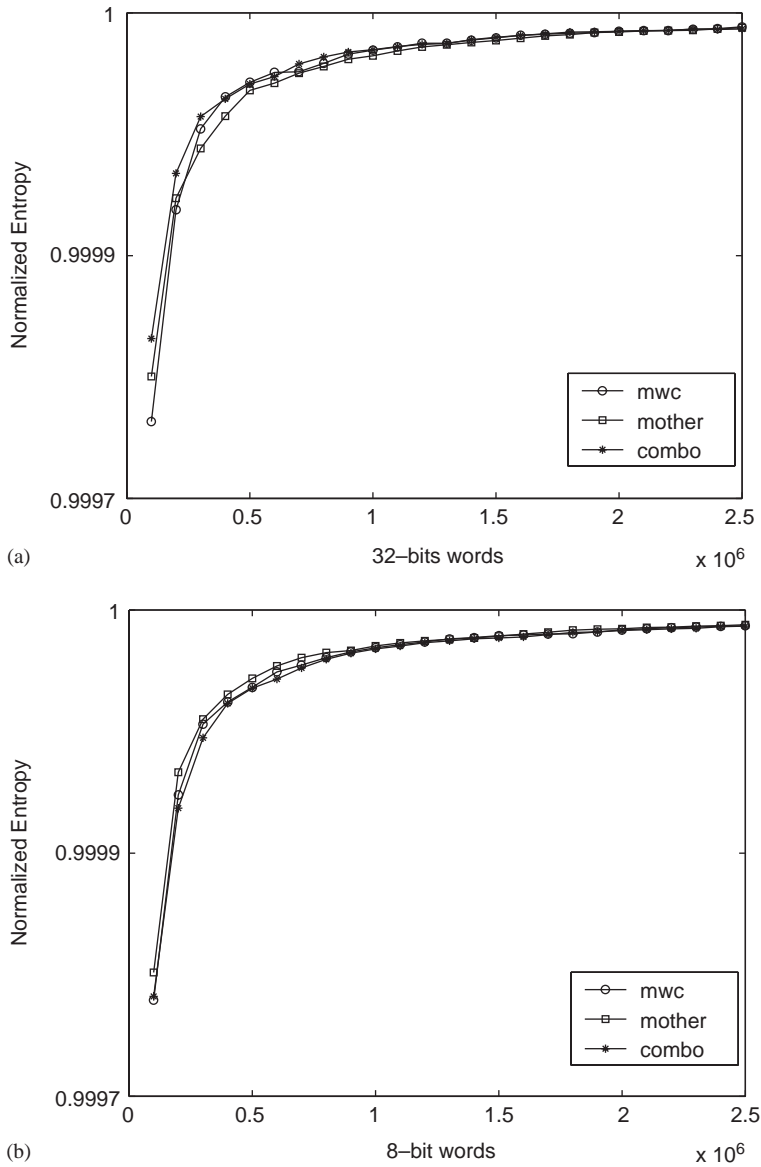 1
Normalized Entropy
0.9999
mwc
mother
combo
0.9997
0 0.5 1 1.5 2 2.5
(a) 32–bits words x 10^6
1
Normalized Entropy
0.9999
mwc
mother
combo
0.9997
0 0.5 1 1.5 2 2.5
(b) 8–bit words x 10^6